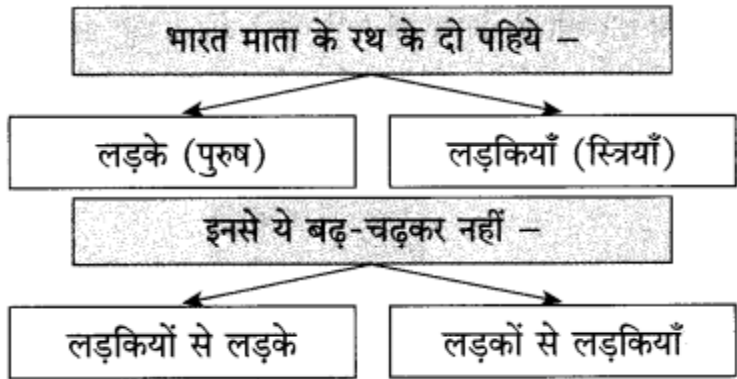 भारत माता के रथ के दो पहिये –
लड़के (पुरुष)
लड़कियाँ (स्त्रियाँ)
इनसे ये बढ़-चढ़कर नहीं –
लड़कियों से लड़के
लड़कों से लड़कियाँ